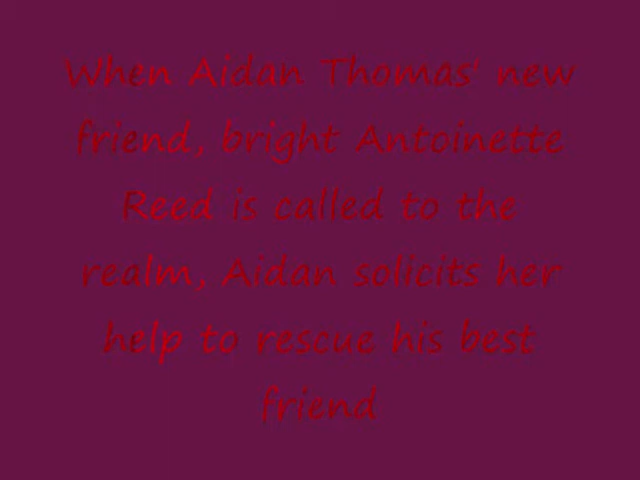 When Aidan Thomas' new
friend, bright Antoinette
Reed is called to the
realm, Aidan solicits her
help to rescue his best
friend